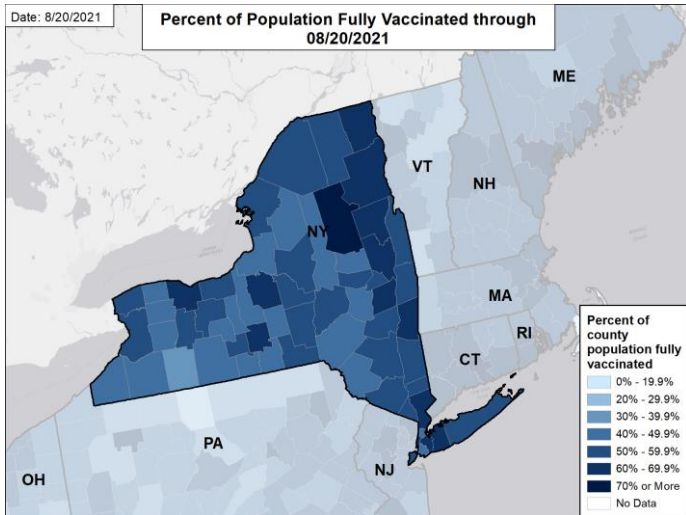 Date: 8/20/2021
Percent of Population Fully Vaccinated through
08/20/2021
ME
VT
NH
NY
MA
CT
RI
PA
NJ
OH
Percent of
county
population fully
vaccinated
0% - 19.9%
20% - 29.9%
30% - 39.9%
40% - 49.9%
50% - 59.9%
60% - 69.9%
70% or More
No Data